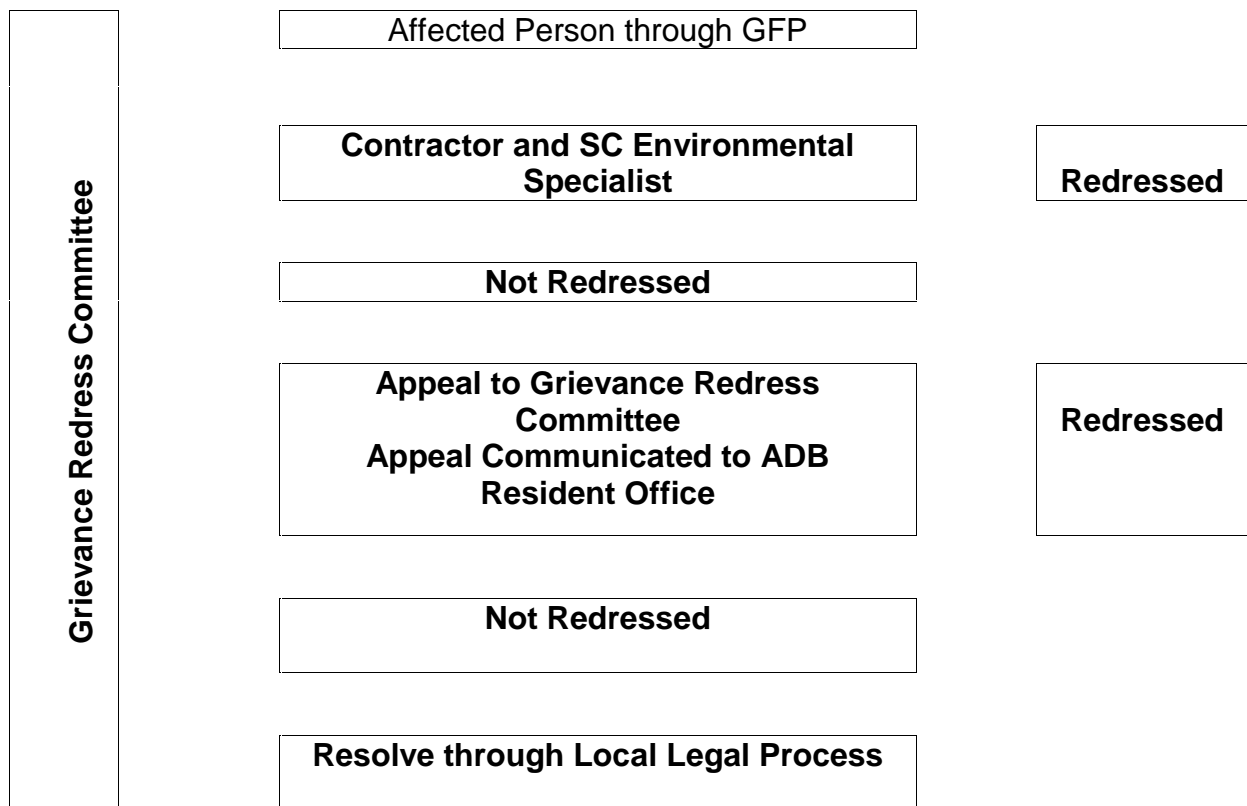 Grievance Redress Committee
Affected Person through GFP
Contractor and SC Environmental
Specialist
Redressed
Not Redressed
Appeal to Grievance Redress
Committee
Appeal Communicated to ADB
Resident Office
Redressed
Not Redressed
Resolve through Local Legal Process